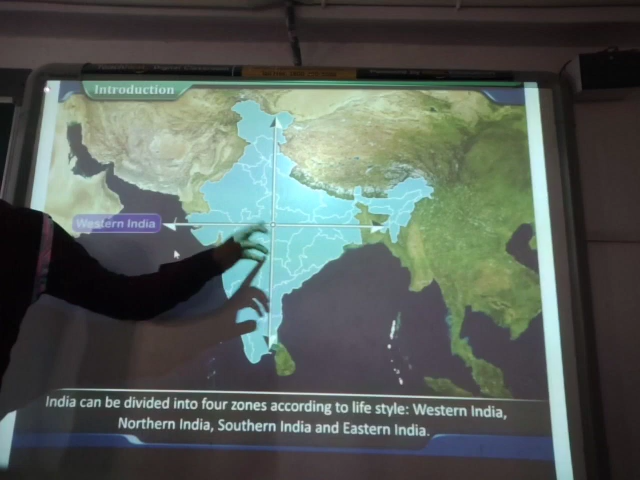 Introduction
Western India
India can be divided into four zones according to life style: Western India,
Northern India, Southern India and Eastern India.